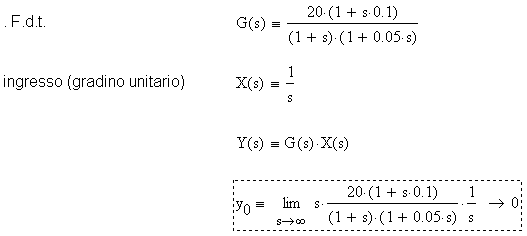 . F.d.t. G(s) ≡ 20·(1 + s·0.1) / (1 + s)·(1 + 0.05·s)
ingresso (gradino unitario) X(s) ≡ 1/s
Y(s) ≡ G(s)·X(s)
y0 ≡ lim s→∞ s· 20·(1 + s·0.1) / (1 + s)·(1 + 0.05·s) · 1/s → 0